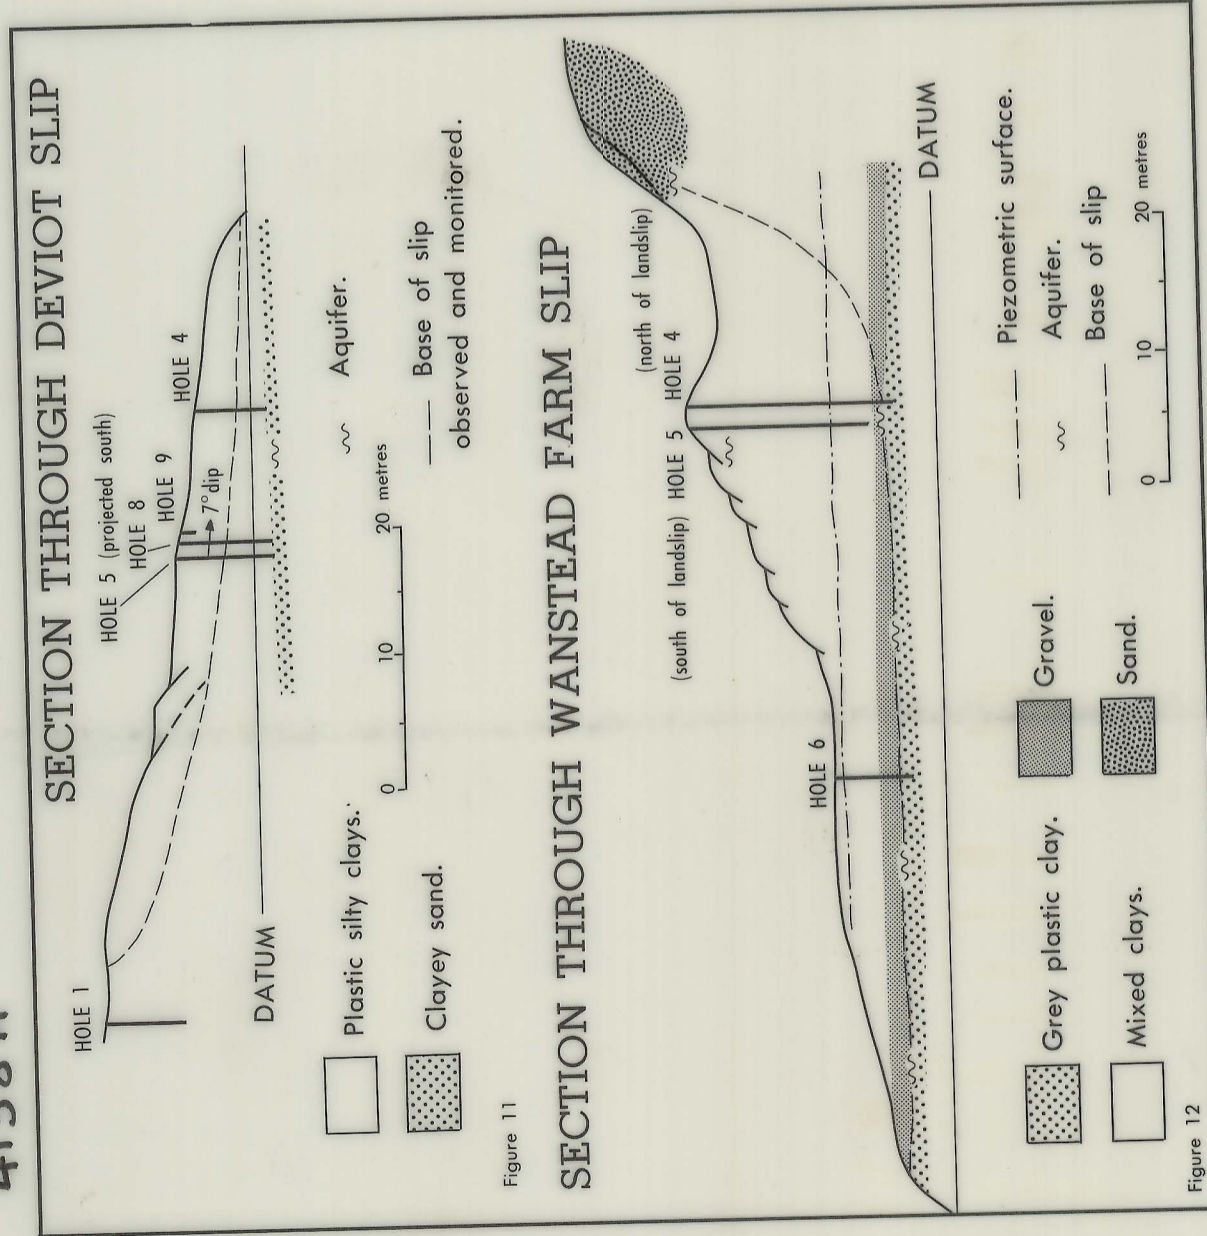 SECTION THROUGH DEVIOT SLIP
HOLE 1
HOLE 5 (projected south)
HOLE 8
HOLE 9
7° dip
HOLE 4
DATUM
Plastic silty clays.
Clayey sand.
0 10 20 metres
Aquifer.
Base of slip
observed and monitored.
Figure 11
SECTION THROUGH WANSTEAD FARM SLIP
HOLE 6
(south of landslip) HOLE 5
HOLE 4
(north of landslip)
DATUM
Grey plastic clay.
Mixed clays.
Gravel.
Sand.
Piezometric surface.
Aquifer.
Base of slip
0 10 20 metres
Figure 12